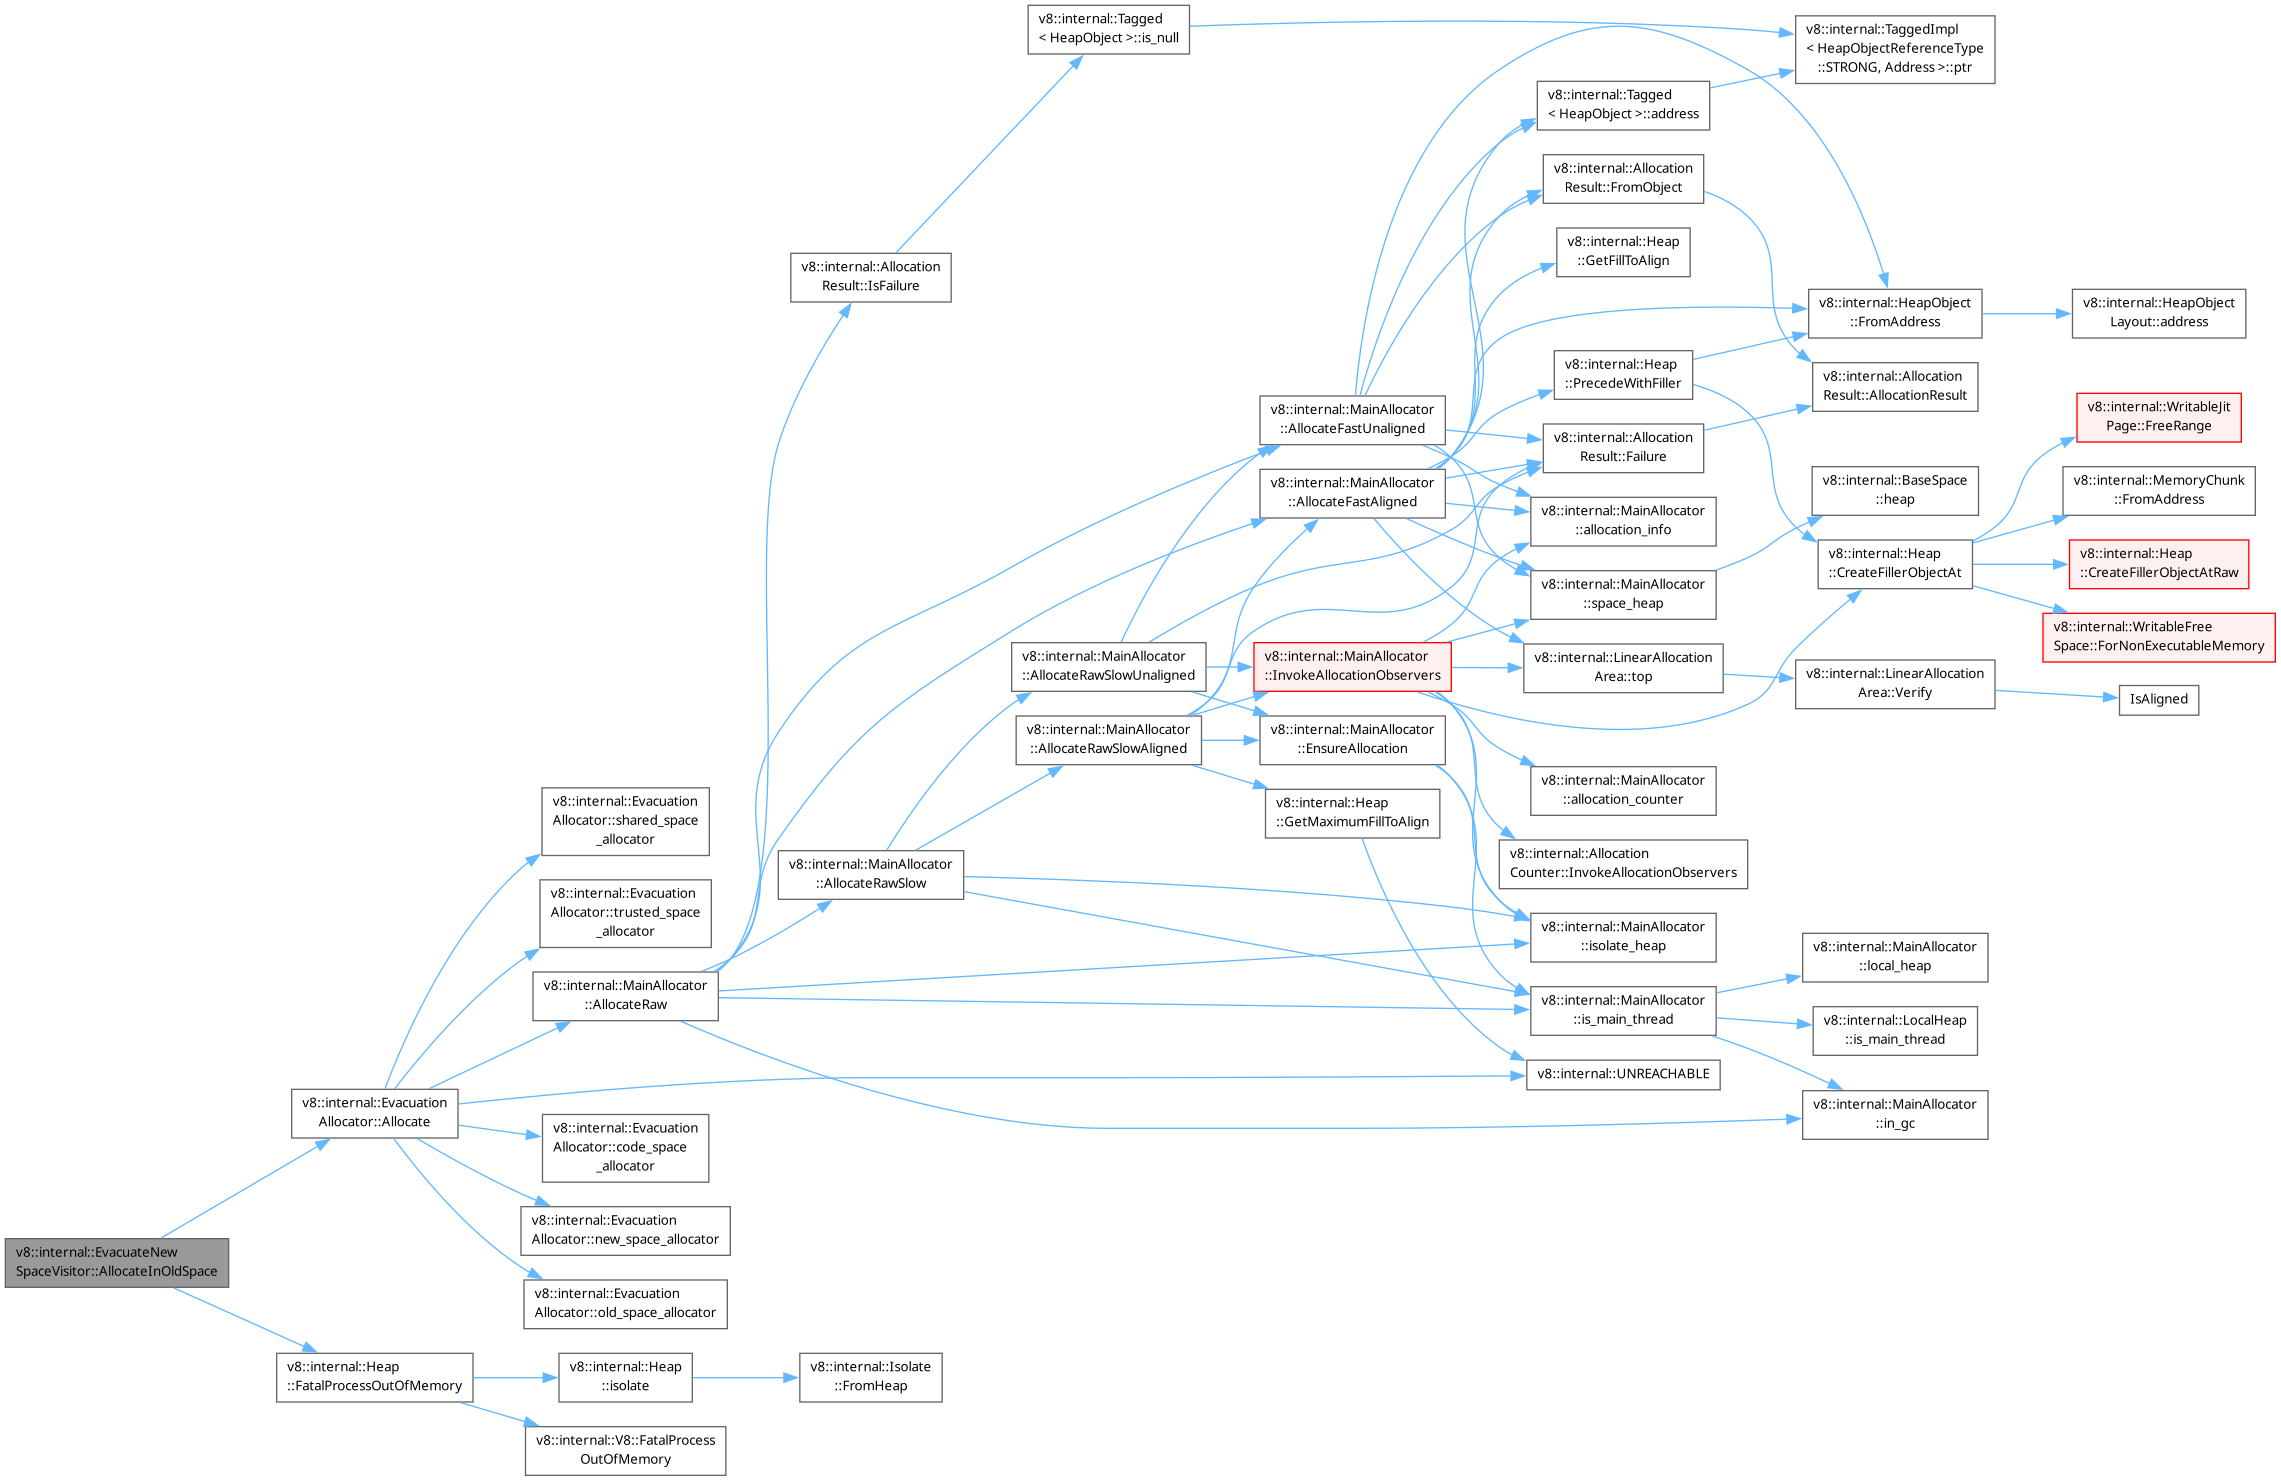 v8::internal::EvacuateNew
SpaceVisitor::AllocateInOldSpace
v8::internal::Evacuation
Allocator::Allocate
v8::internal::Heap
::FatalProcessOutOfMemory
v8::internal::Evacuation
Allocator::shared_space
_allocator
v8::internal::Evacuation
Allocator::trusted_space
_allocator
v8::internal::MainAllocator
::AllocateRaw
v8::internal::Evacuation
Allocator::code_space
_allocator
v8::internal::Evacuation
Allocator::new_space_allocator
v8::internal::Evacuation
Allocator::old_space_allocator
v8::internal::Heap
::isolate
v8::internal::V8::FatalProcess
OutOfMemory
v8::internal::Allocation
Result::IsFailure
v8::internal::MainAllocator
::AllocateRawSlow
v8::internal::Isolate
::FromHeap
v8::internal::Tagged
< HeapObject >::is_null
v8::internal::MainAllocator
::AllocateRawSlowUnaligned
v8::internal::MainAllocator
::AllocateRawSlowAligned
v8::internal::MainAllocator
::AllocateFastUnaligned
v8::internal::MainAllocator
::AllocateFastAligned
v8::internal::MainAllocator
::InvokeAllocationObservers
v8::internal::MainAllocator
::EnsureAllocation
v8::internal::Heap
::GetMaximumFillToAlign
v8::internal::Tagged
< HeapObject >::address
v8::internal::Allocation
Result::FromObject
v8::internal::Heap
::GetFillToAlign
v8::internal::Heap
::PrecedeWithFiller
v8::internal::Allocation
Result::Failure
v8::internal::MainAllocator
::allocation_info
v8::internal::MainAllocator
::space_heap
v8::internal::LinearAllocation
Area::top
v8::internal::MainAllocator
::allocation_counter
v8::internal::Allocation
Counter::InvokeAllocationObservers
v8::internal::MainAllocator
::isolate_heap
v8::internal::MainAllocator
::is_main_thread
v8::internal::UNREACHABLE
v8::internal::TaggedImpl
< HeapObjectReferenceType
::STRONG, Address >::ptr
v8::internal::HeapObject
::FromAddress
v8::internal::Allocation
Result::AllocationResult
v8::internal::BaseSpace
::heap
v8::internal::Heap
::CreateFillerObjectAt
v8::internal::LinearAllocation
Area::Verify
v8::internal::MainAllocator
::local_heap
v8::internal::LocalHeap
::is_main_thread
v8::internal::MainAllocator
::in_gc
v8::internal::HeapObject
Layout::address
v8::internal::WritableJit
Page::FreeRange
v8::internal::MemoryChunk
::FromAddress
v8::internal::Heap
::CreateFillerObjectAtRaw
v8::internal::WritableFree
Space::ForNonExecutableMemory
IsAligned